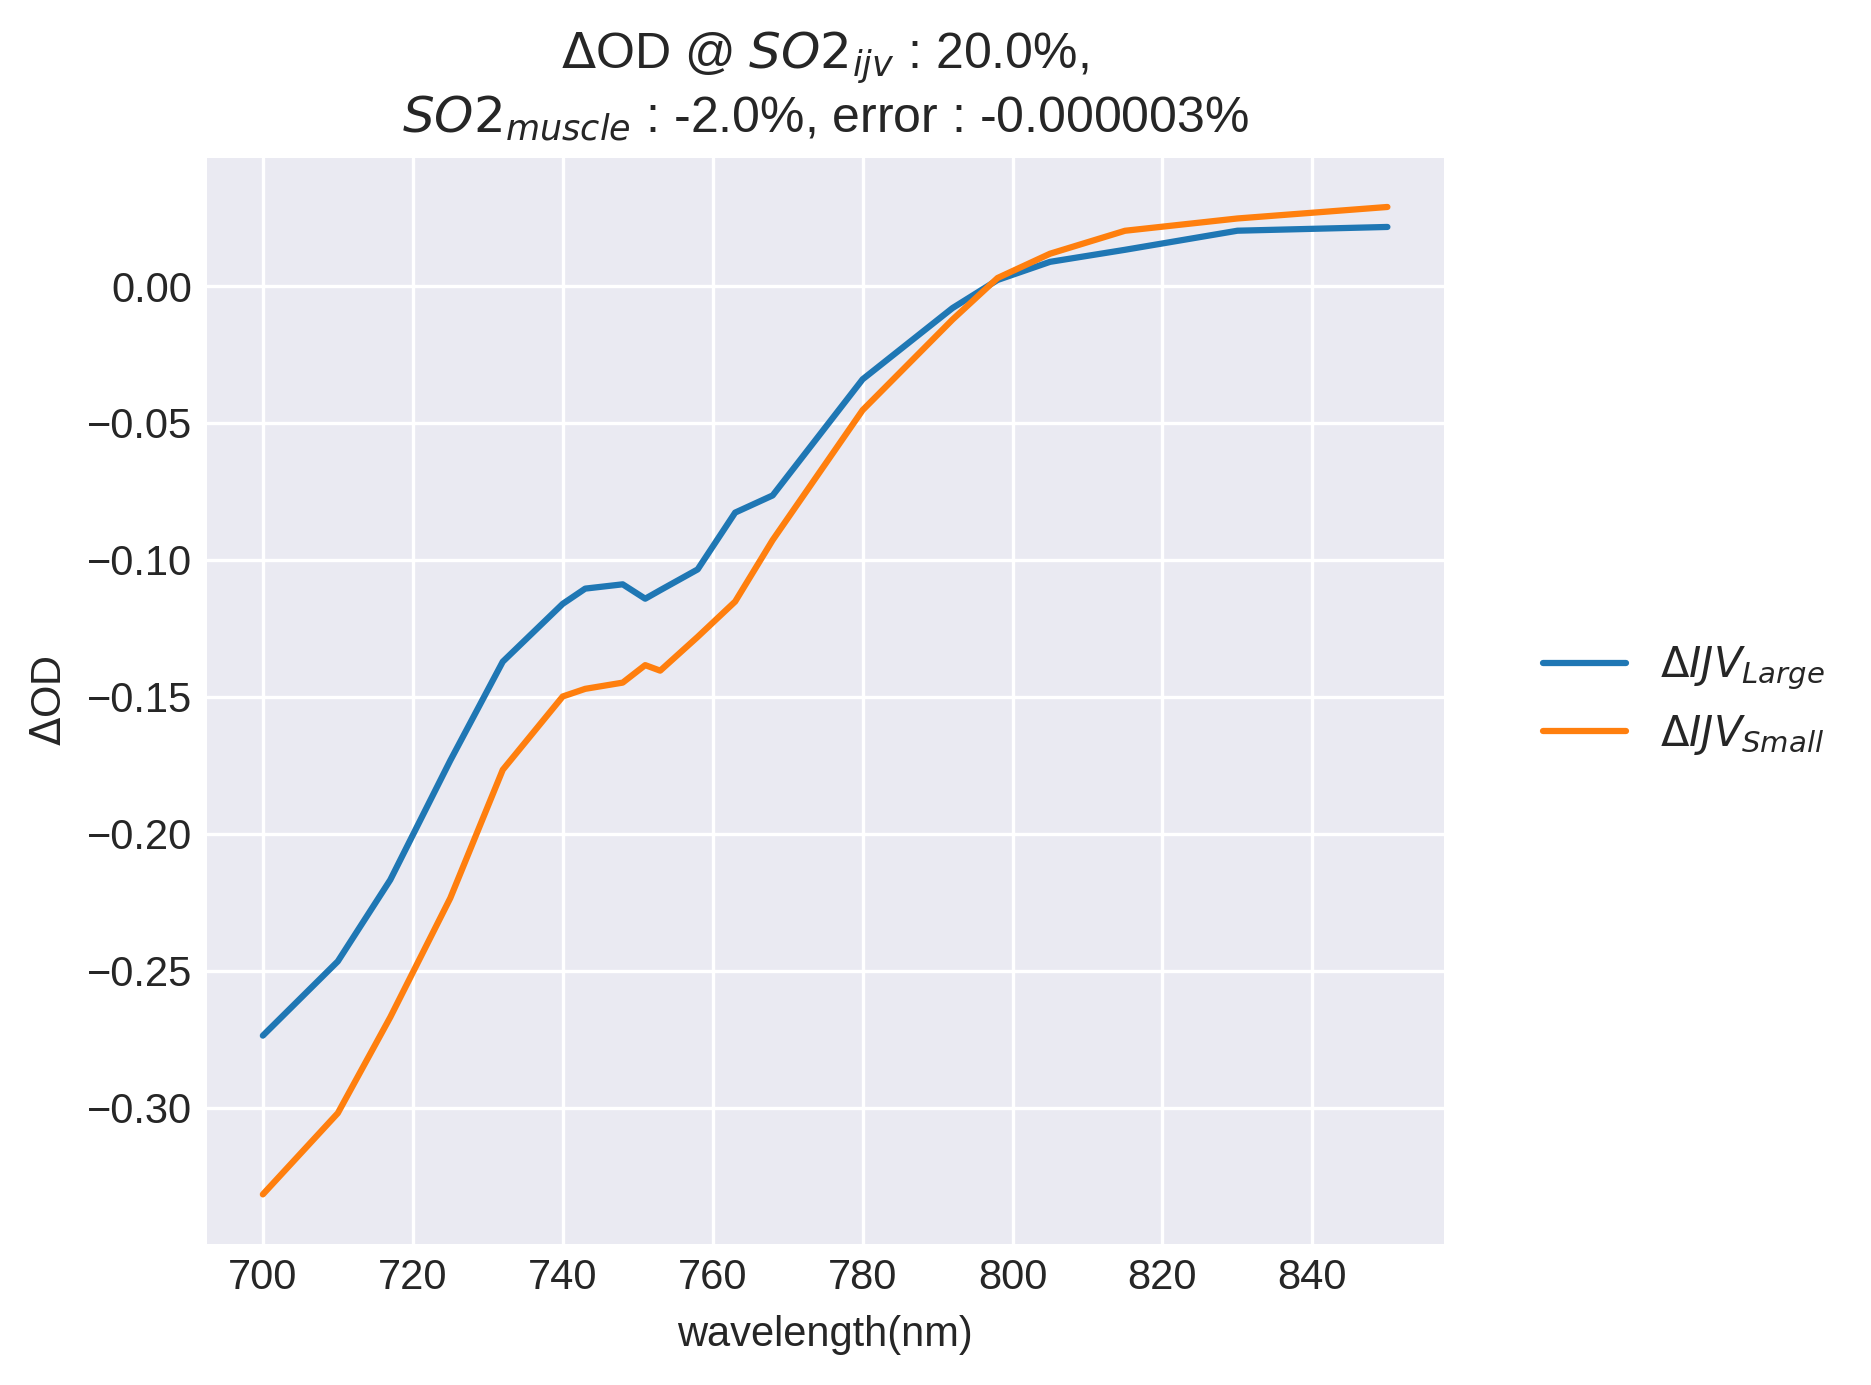 ΔOD @ SO2ijv : 20.0%,
SO2muscle : -2.0%, error : -0.000003%
0.00
−0.05
−0.10
−0.15
−0.20
−0.25
−0.30
ΔOD
700 720 740 760 780 800 820 840
wavelength(nm)
ΔIJVLarge
ΔIJVSmall